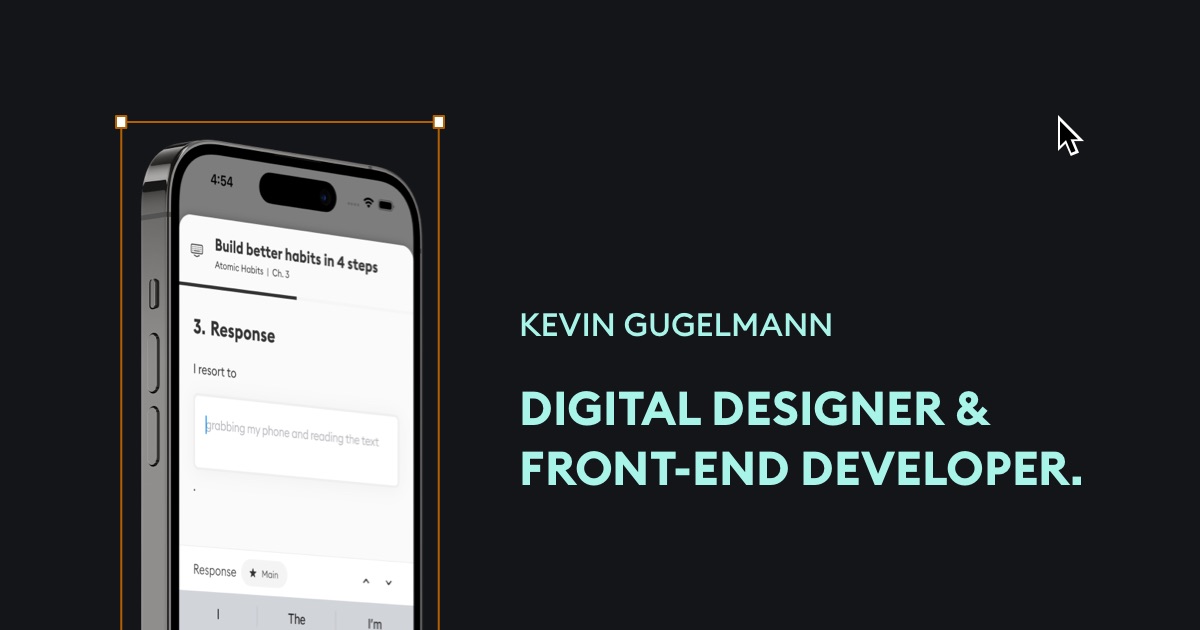 4:54
Build better habits in 4 steps
Atomic Habits | Ch. 3
3. Response
I resort to
grabbing my phone and reading the text
.
Response ★ Main
I The I'm
KEVIN GUGELMANN
DIGITAL DESIGNER &
FRONT-END DEVELOPER.